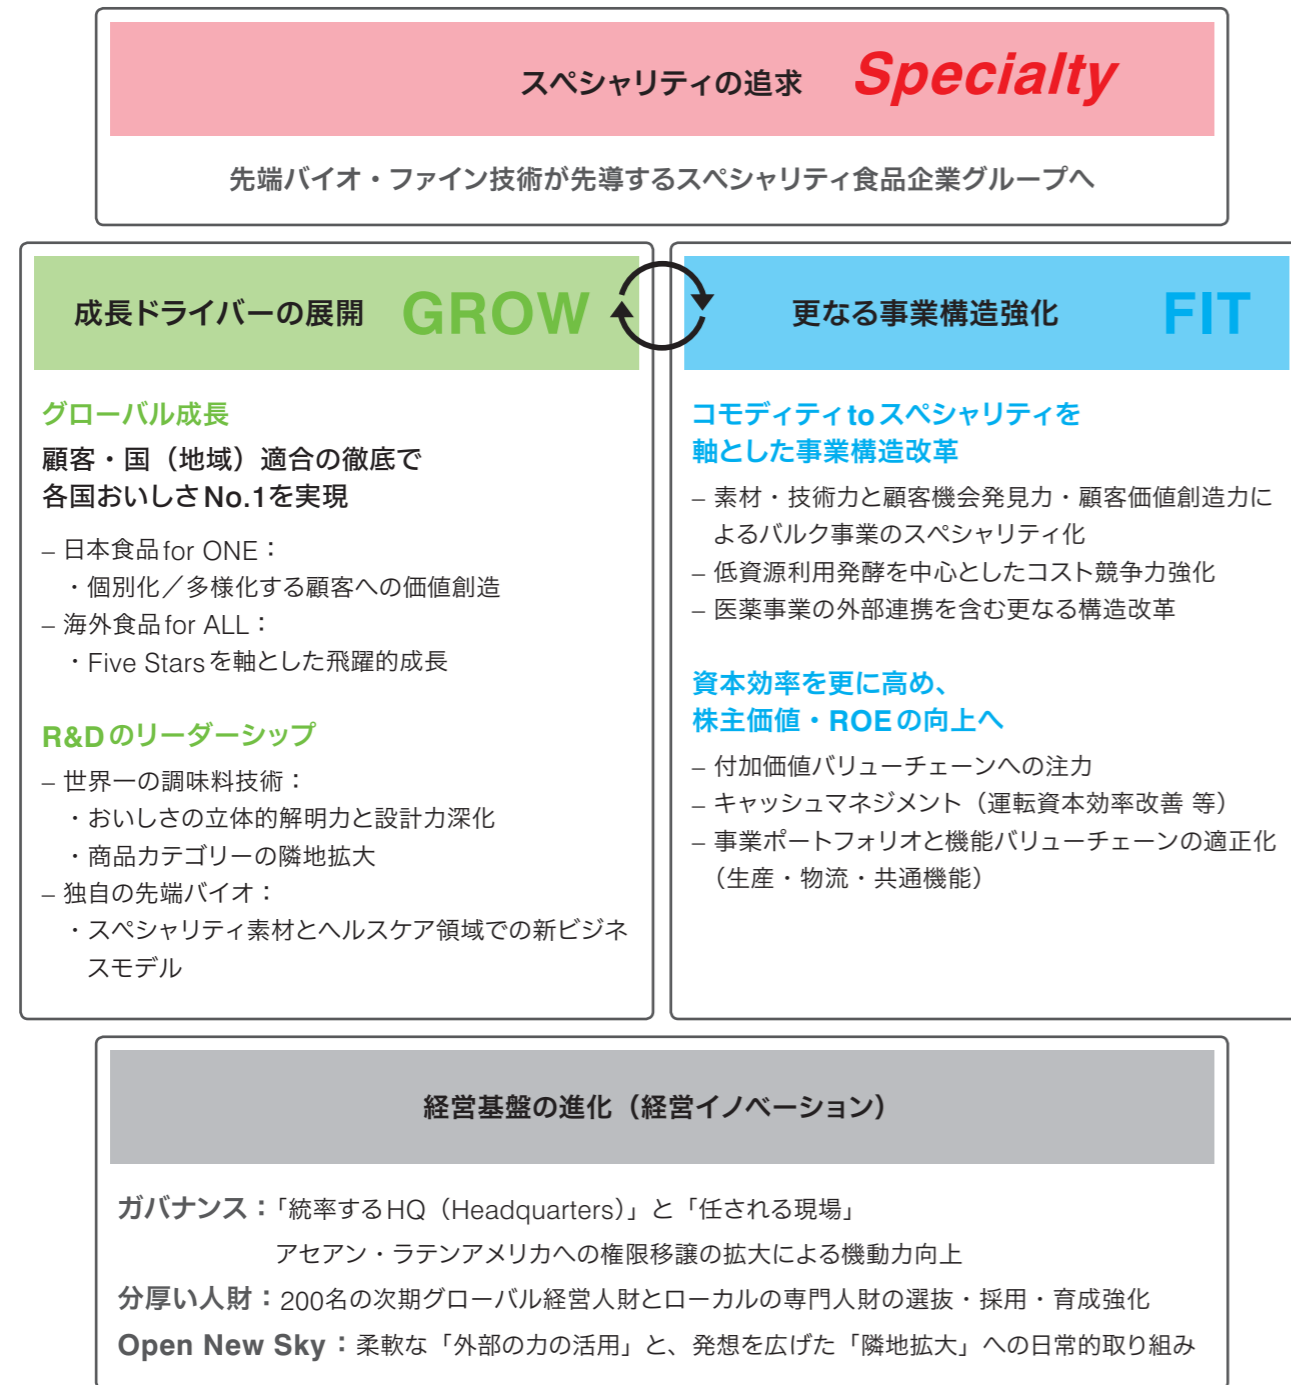 スペシャリティの追求 Specialty
先端バイオ・ファイン技術が先導するスペシャリティ食品企業グループへ
成長ドライバーの展開 GROW
グローバル成長
顧客・国（地域）適合の徹底で
各国おいしさNo.1を実現
– 日本食品for ONE：
・個別化／多様化する顧客への価値創造
– 海外食品for ALL：
・Five Starsを軸とした飛躍的成長
R&Dのリーダーシップ
– 世界一の調味料技術：
・おいしさの立体的解明力と設計力深化
・商品カテゴリーの隣地拡大
– 独自の先端バイオ：
・スペシャリティ素材とヘルスケア領域での新ビジネ
スモデル
更なる事業構造強化 FIT
コモディティtoスペシャリティを
軸とした事業構造改革
– 素材・技術力と顧客機会発見力・顧客価値創造力に
よるバルク事業のスペシャリティ化
– 低資源利用発酵を中心としたコスト競争力強化
– 医薬事業の外部連携を含む更なる構造改革
資本効率を更に高め、
株主価値・ROEの向上へ
– 付加価値バリューチェーンへの注力
– キャッシュマネジメント（運転資本効率改善 等）
– 事業ポートフォリオと機能バリューチェーンの適正化
（生産・物流・共通機能）
経営基盤の進化（経営イノベーション）
ガバナンス：「統率するHQ（Headquarters）」と「任される現場」
アセアン・ラテンアメリカへの権限移譲の拡大による機動力向上
分厚い人財：200名の次期グローバル経営人財とローカルの専門人財の選抜・採用・育成強化
Open New Sky：柔軟な「外部の力の活用」と、発想を広げた「隣地拡大」への日常的取り組み